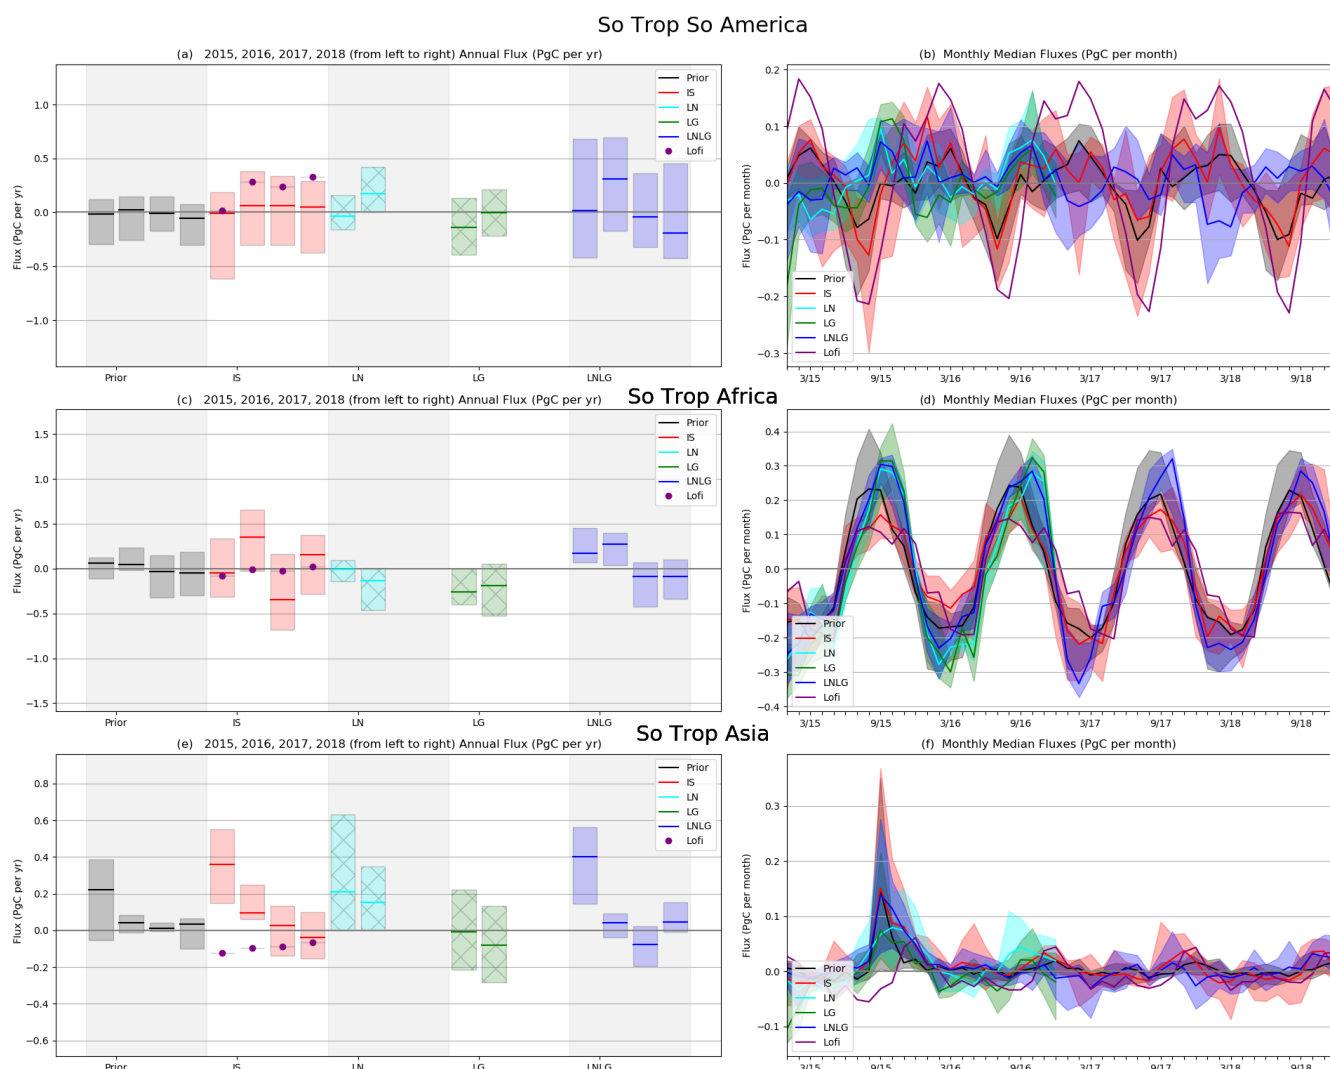 So Trop So America
(a) 2015, 2016, 2017, 2018 (from left to right) Annual Flux (PgC per yr)
Flux (PgC per yr)
1.0
0.5
0.0
−0.5
−1.0
Prior
IS
LN
LG
LNLG
Lofi
Prior IS LN LG LNLG
(b) Monthly Median Fluxes (PgC per month)
Flux (PgC per month)
0.2
0.1
0.0
−0.1
−0.2
−0.3
Prior
IS
LN
LG
LNLG
Lofi
3/15 9/15 3/16 9/16 3/17 9/17 3/18 9/18
So Trop Africa
(c) 2015, 2016, 2017, 2018 (from left to right) Annual Flux (PgC per yr)
Flux (PgC per yr)
1.5
1.0
0.5
0.0
−0.5
−1.0
−1.5
Prior
IS
LN
LG
LNLG
Lofi
Prior IS LN LG LNLG
(d) Monthly Median Fluxes (PgC per month)
Flux (PgC per month)
0.4
0.3
0.2
0.1
0.0
−0.1
−0.2
−0.3
−0.4
Prior
IS
LN
LG
LNLG
Lofi
3/15 9/15 3/16 9/16 3/17 9/17 3/18 9/18
So Trop Asia
(e) 2015, 2016, 2017, 2018 (from left to right) Annual Flux (PgC per yr)
Flux (PgC per yr)
0.8
0.6
0.4
0.2
0.0
−0.2
−0.4
−0.6
Prior
IS
LN
LG
LNLG
Lofi
Prior IS LN LG LNLG
(f) Monthly Median Fluxes (PgC per month)
Flux (PgC per month)
0.3
0.2
0.1
0.0
−0.1
Prior
IS
LN
LG
LNLG
Lofi
3/15 9/15 3/16 9/16 3/17 9/17 3/18 9/18